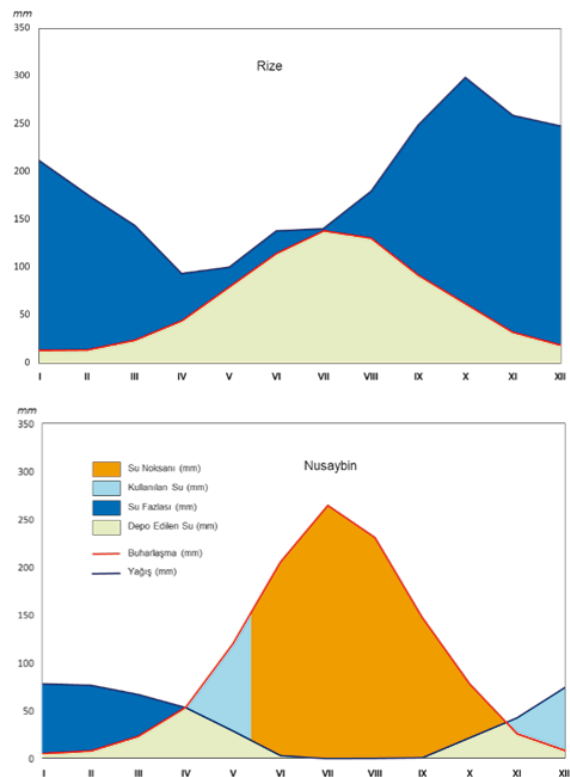 mm
350
Rize
300
250
200
150
100
50
0
I II III IV V VI VII VIII IX X XI XII
mm
350
Nusaybin
Su Noksanı (mm)
300
Kullanılan Su (mm)
Su Fazlası (mm)
250
Depo Edilen Su (mm)
Buharlaşma (mm)
200
Yağış (mm)
150
100
50
0
I II III IV V VI VII VIII IX X XI XII